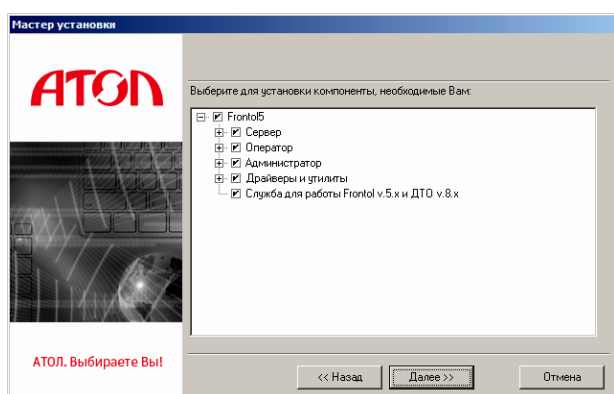 Мастер установки
АТОЛ
Выберите для установки компоненты, необходимые Вам:
Frontol5
Сервер
Оператор
Администратор
Драйверы и утилиты
Служба для работы Frontol v.5.x и ДТО v.8.x
АТОЛ. Выбираете Вы!
<< Назад
Далее >>
Отмена